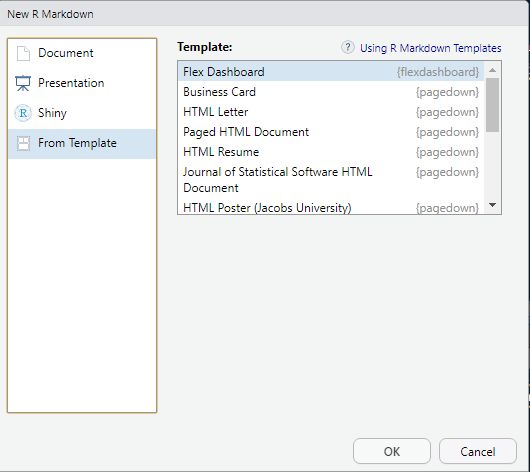 New R Markdown
Document
Presentation
R Shiny
From Template
Template:
? Using R Markdown Templates
Flex Dashboard {flexdashboard}
Business Card {pagedown}
HTML Letter {pagedown}
Paged HTML Document {pagedown}
HTML Resume {pagedown}
Journal of Statistical Software HTML {pagedown}
Document
HTML Poster (Jacobs University) {pagedown}
OK Cancel